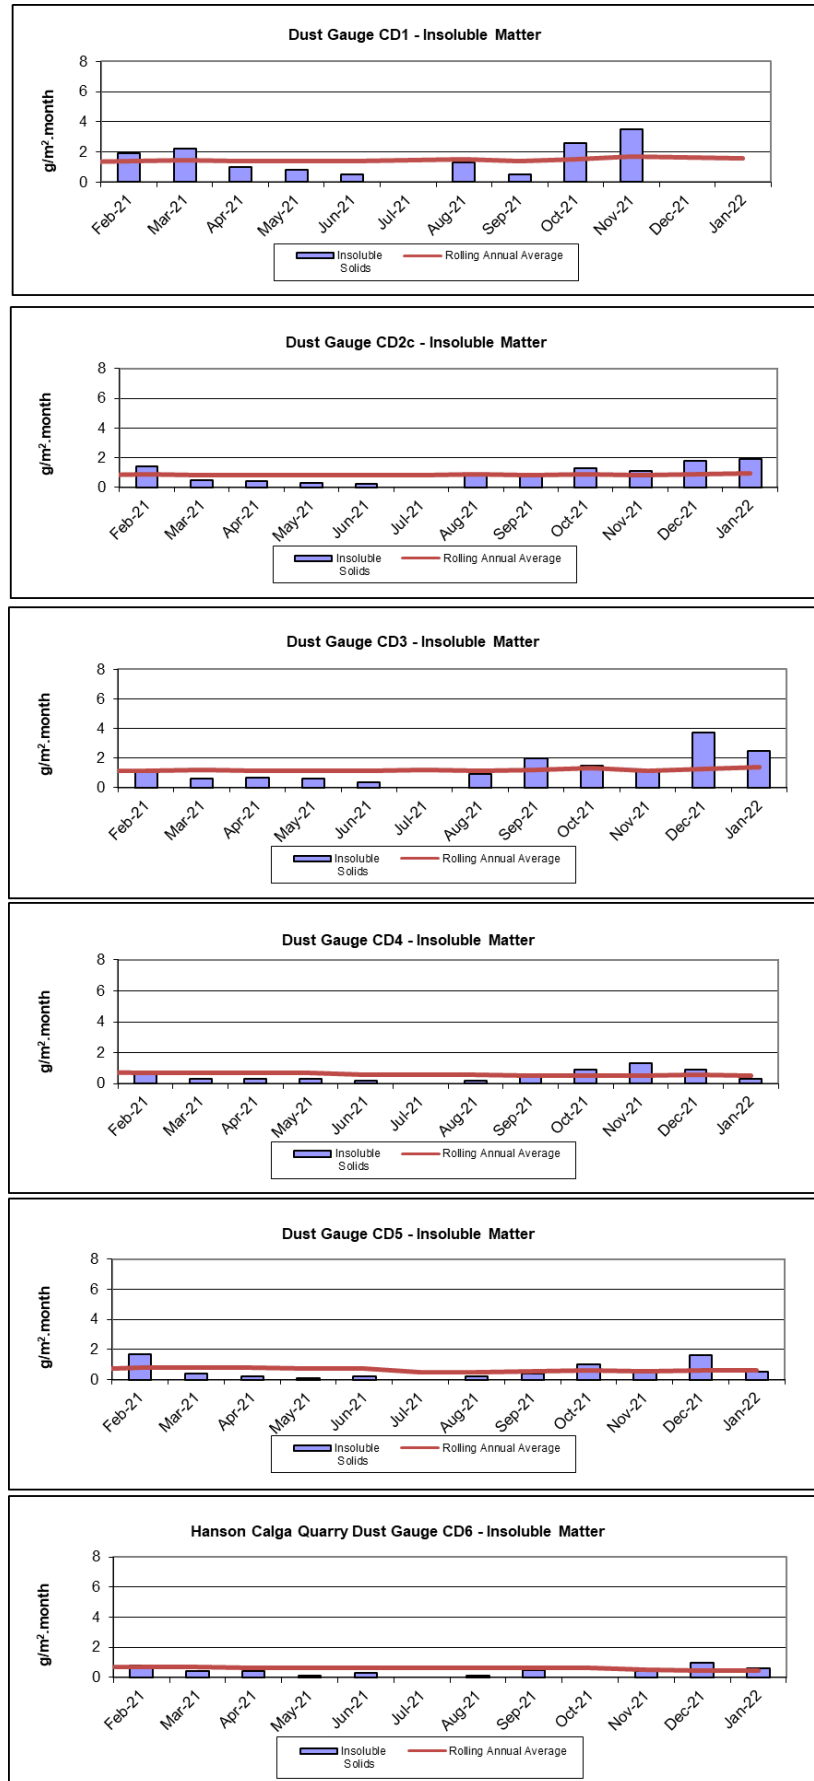 Dust Gauge CD1 - Insoluble Matter
g/m².month
8
6
4
2
0
Feb-21 Mar-21 Apr-21 May-21 Jun-21 Jul-21 Aug-21 Sep-21 Oct-21 Nov-21 Dec-21 Jan-22
Insoluble Solids Rolling Annual Average
Dust Gauge CD2c - Insoluble Matter
g/m².month
8
6
4
2
0
Feb-21 Mar-21 Apr-21 May-21 Jun-21 Jul-21 Aug-21 Sep-21 Oct-21 Nov-21 Dec-21 Jan-22
Insoluble Solids Rolling Annual Average
Dust Gauge CD3 - Insoluble Matter
g/m².month
8
6
4
2
0
Feb-21 Mar-21 Apr-21 May-21 Jun-21 Jul-21 Aug-21 Sep-21 Oct-21 Nov-21 Dec-21 Jan-22
Insoluble Solids Rolling Annual Average
Dust Gauge CD4 - Insoluble Matter
g/m².month
8
6
4
2
0
Feb-21 Mar-21 Apr-21 May-21 Jun-21 Jul-21 Aug-21 Sep-21 Oct-21 Nov-21 Dec-21 Jan-22
Insoluble Solids Rolling Annual Average
Dust Gauge CD5 - Insoluble Matter
g/m².month
8
6
4
2
0
Feb-21 Mar-21 Apr-21 May-21 Jun-21 Jul-21 Aug-21 Sep-21 Oct-21 Nov-21 Dec-21 Jan-22
Insoluble Solids Rolling Annual Average
Hanson Calga Quarry Dust Gauge CD6 - Insoluble Matter
g/m².month
8
6
4
2
0
Feb-21 Mar-21 Apr-21 May-21 Jun-21 Jul-21 Aug-21 Sep-21 Oct-21 Nov-21 Dec-21 Jan-22
Insoluble Solids Rolling Annual Average